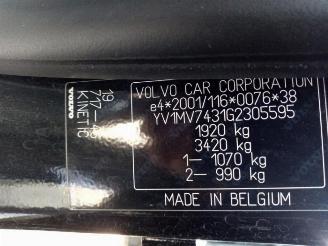 VOLVO CAR CORPORATION
e4*2001/116*0076*38
YV1MV7431G2305595
1920 kg
3420 kg
1– 1070 kg
2– 990 kg
MADE IN BELGIUM
VOLVO
19
717-
KINETIC